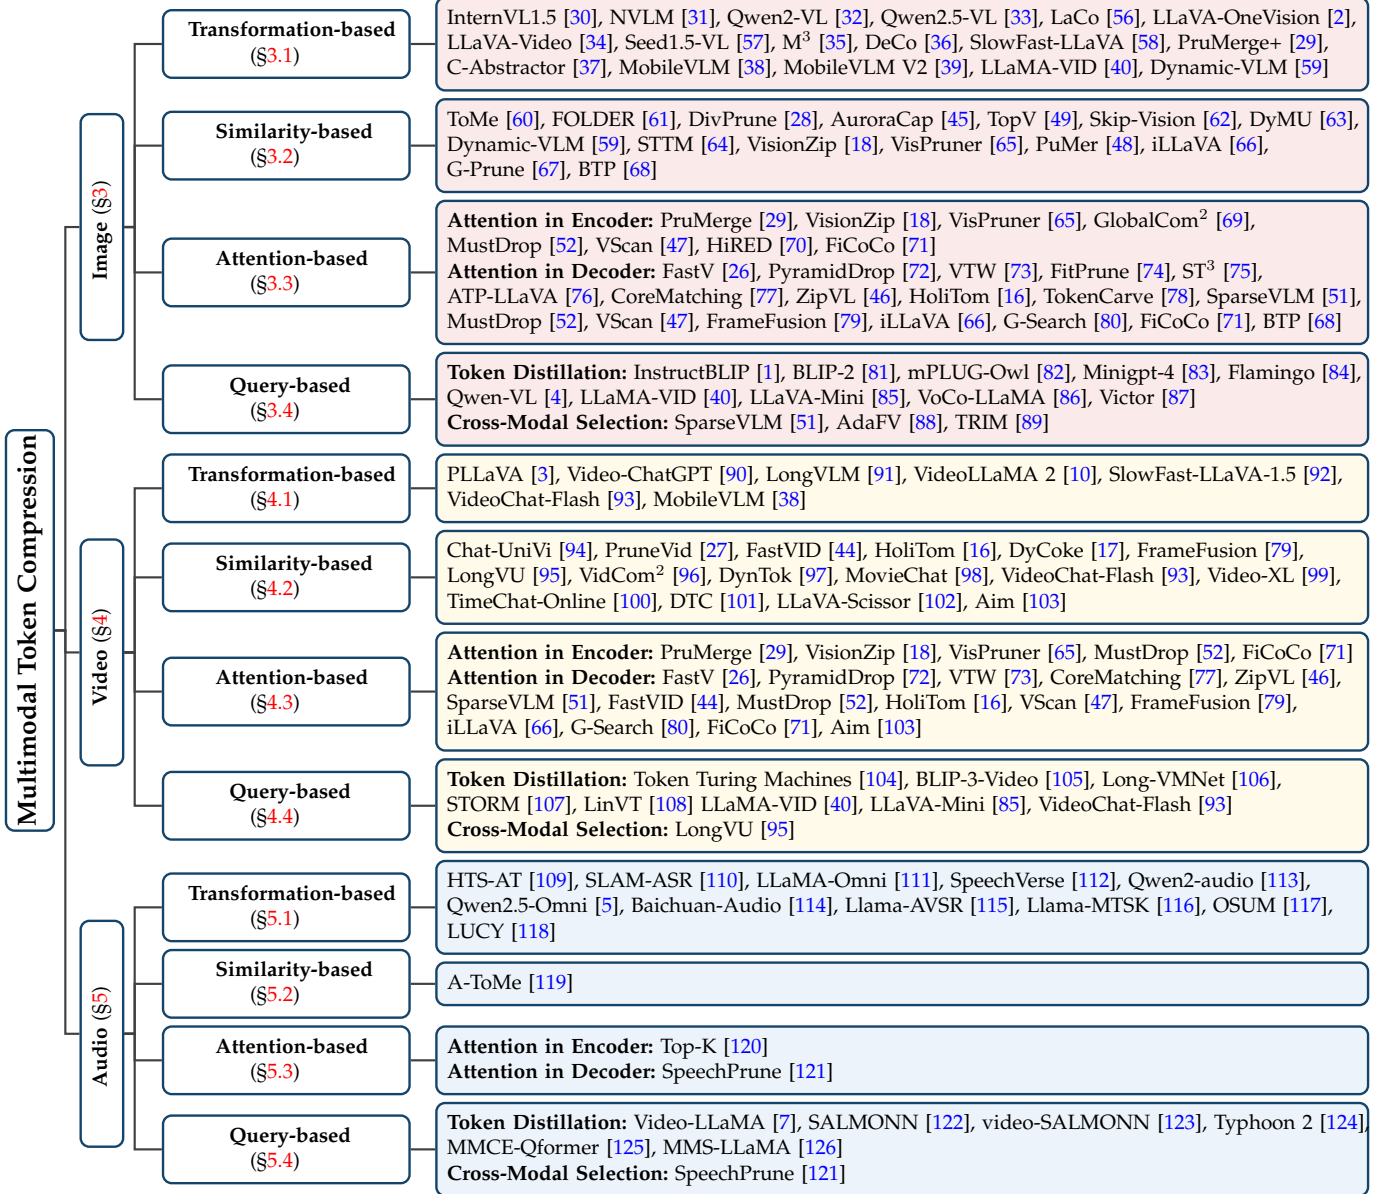 Multimodal Token Compression
Image (§3)
Transformation-based
(§3.1)
InternVL1.5 [30], NVLM [31], Qwen2-VL [32], Qwen2.5-VL [33], LaCo [56], LLaVA-OneVision [2],
LLaVA-Video [34], Seed1.5-VL [57], M³ [35], DeCo [36], SlowFast-LLaVA [58], PruMerge+ [29],
C-Abstractor [37], MobileVLM [38], MobileVLM V2 [39], LLaMA-VID [40], Dynamic-VLM [59]
Similarity-based
(§3.2)
ToMe [60], FOLDER [61], DivPrune [28], AuroraCap [45], TopV [49], Skip-Vision [62], DyMU [63],
Dynamic-VLM [59], STTM [64], VisionZip [18], VisPruner [65], PuMer [48], iLLaVA [66],
G-Prune [67], BTP [68]
Attention-based
(§3.3)
Attention in Encoder: PruMerge [29], VisionZip [18], VisPruner [65], GlobalCom² [69],
MustDrop [52], VScan [47], HiRED [70], FiCoCo [71]
Attention in Decoder: FastV [26], PyramidDrop [72], VTW [73], FitPrune [74], ST³ [75],
ATP-LLaVA [76], CoreMatching [77], ZipVL [46], HoliTom [16], TokenCarve [78], SparseVLM [51],
MustDrop [52], VScan [47], FrameFusion [79], iLLaVA [66], G-Search [80], FiCoCo [71], BTP [68]
Query-based
(§3.4)
Token Distillation: InstructBLIP [1], BLIP-2 [81], mPLUG-Owl [82], Minigpt-4 [83], Flamingo [84],
Qwen-VL [4], LLaMA-VID [40], LLaVA-Mini [85], VoCo-LLaMA [86], Victor [87]
Cross-Modal Selection: SparseVLM [51], AdaFV [88], TRIM [89]
Video (§4)
Transformation-based
(§4.1)
PLLaVA [3], Video-ChatGPT [90], LongVLM [91], VideoLLaMA 2 [10], SlowFast-LLaVA-1.5 [92],
VideoChat-Flash [93], MobileVLM [38]
Similarity-based
(§4.2)
Chat-UniVi [94], PruneVid [27], FastVID [44], HoliTom [16], DyCoke [17], FrameFusion [79],
LongVU [95], VidCom² [96], DynTok [97], MovieChat [98], VideoChat-Flash [93], Video-XL [99],
TimeChat-Online [100], DTC [101], LLaVA-Scissor [102], Aim [103]
Attention-based
(§4.3)
Attention in Encoder: PruMerge [29], VisionZip [18], VisPruner [65], MustDrop [52], FiCoCo [71]
Attention in Decoder: FastV [26], PyramidDrop [72], VTW [73], CoreMatching [77], ZipVL [46],
SparseVLM [51], FastVID [44], MustDrop [52], HoliTom [16], VScan [47], FrameFusion [79],
iLLaVA [66], G-Search [80], FiCoCo [71], Aim [103]
Query-based
(§4.4)
Token Distillation: Token Turing Machines [104], BLIP-3-Video [105], Long-VMNet [106],
STORM [107], LinVT [108] LLaMA-VID [40], LLaVA-Mini [85], VideoChat-Flash [93]
Cross-Modal Selection: LongVU [95]
Audio (§5)
Transformation-based
(§5.1)
HTS-AT [109], SLAM-ASR [110], LLaMA-Omni [111], SpeechVerse [112], Qwen2-audio [113],
Qwen2.5-Omni [5], Baichuan-Audio [114], Llama-AVSR [115], Llama-MTSK [116], OSUM [117],
LUCY [118]
Similarity-based
(§5.2)
A-ToMe [119]
Attention-based
(§5.3)
Attention in Encoder: Top-K [120]
Attention in Decoder: SpeechPrune [121]
Query-based
(§5.4)
Token Distillation: Video-LLaMA [7], SALMONN [122], video-SALMONN [123], Typhoon 2 [124],
MMCE-Qformer [125], MMS-LLaMA [126]
Cross-Modal Selection: SpeechPrune [121]